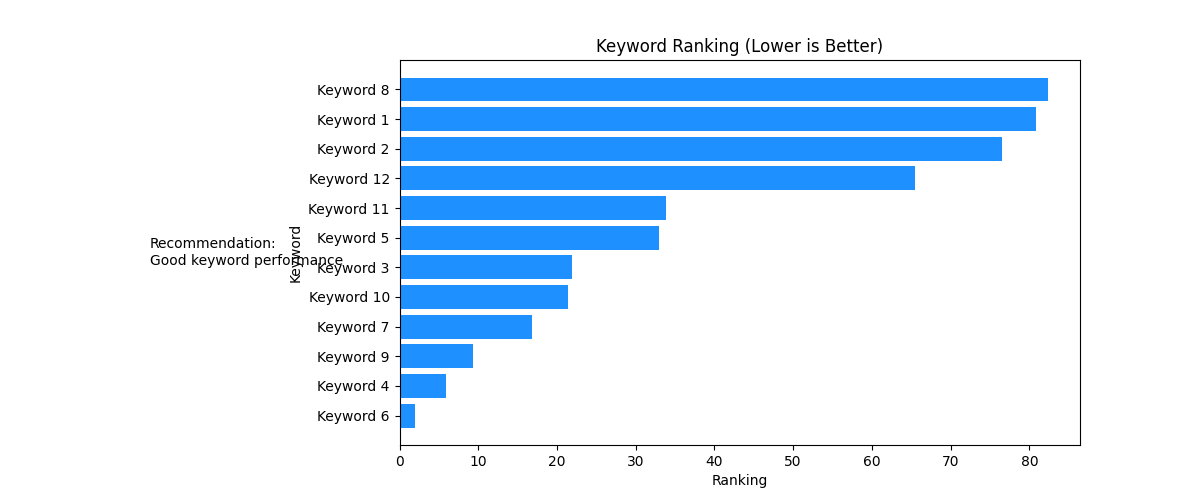 Keyword Ranking (Lower is Better)
Keyword 8
Keyword 1
Keyword 2
Keyword 12
Keyword 11
Keyword 5
Keyword 3
Keyword 10
Keyword 7
Keyword 9
Keyword 4
Keyword 6
Keyword
Recommendation:
Good keyword performance
0 10 20 30 40 50 60 70 80
Ranking